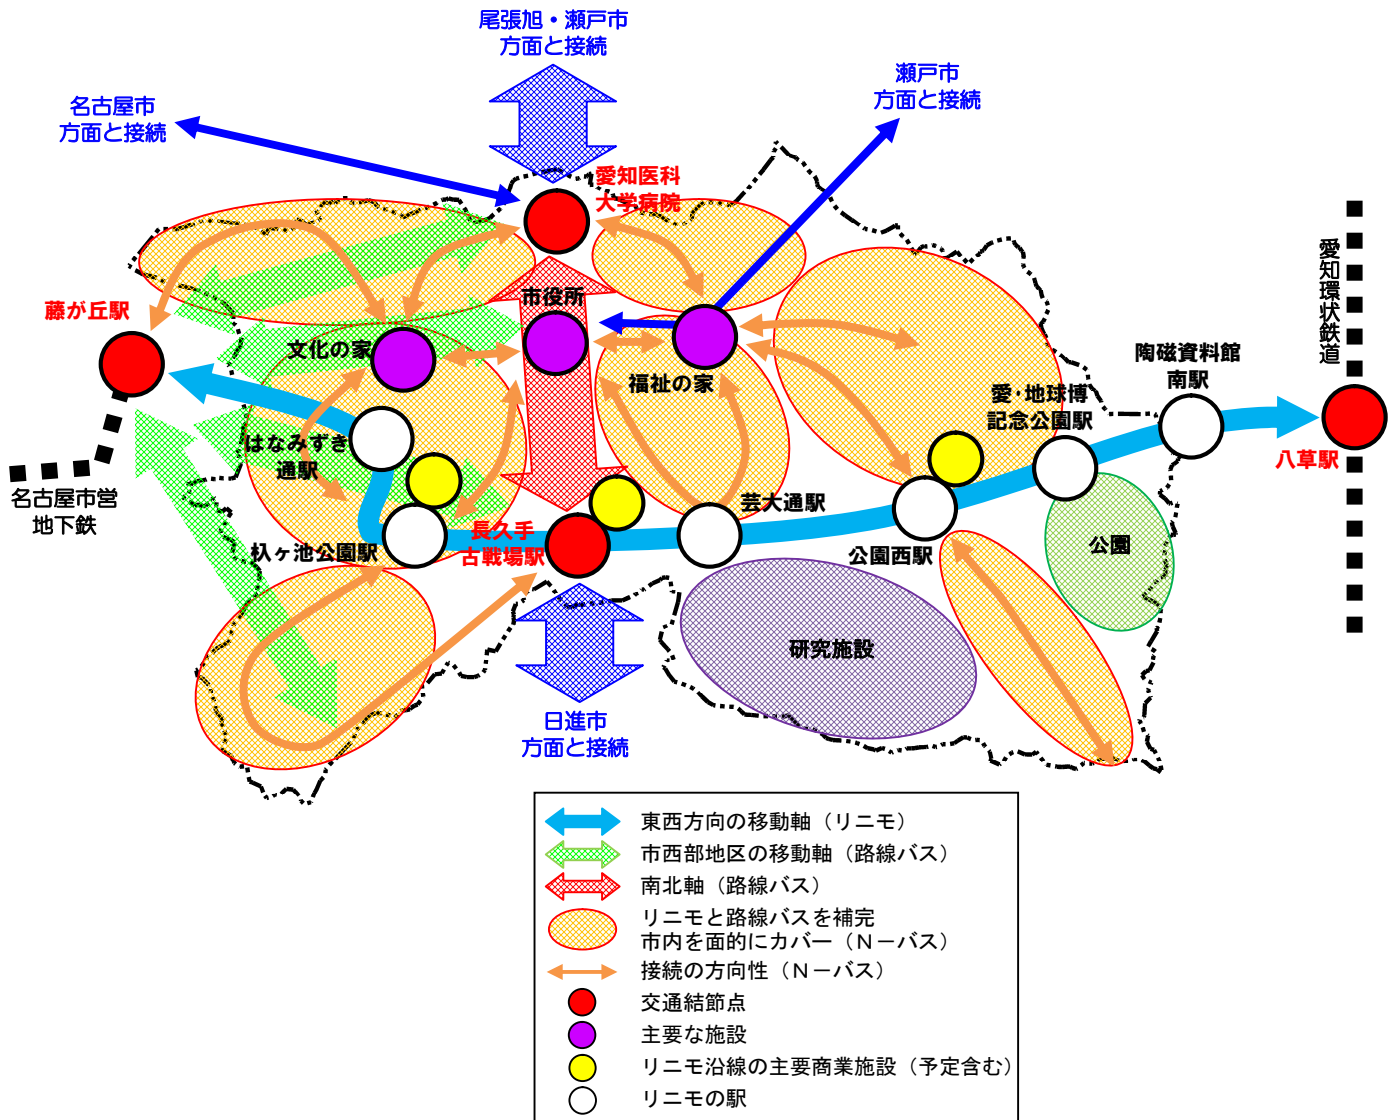 尾張旭・瀬戸市
方面と接続
瀬戸市
方面と接続
名古屋市
方面と接続
愛知医科
大学病院
愛知環状鉄道
藤が丘駅
市役所
文化の家
福祉の家
陶磁資料館
南駅
愛・地球博
記念公園駅
はなみずき
通駅
八草駅
名古屋市営
地下鉄
芸大通駅
長久手
古戦場駅
杁ヶ池公園駅
公園西駅
公園
研究施設
日進市
方面と接続
東西方向の移動軸（リニモ）
市西部地区の移動軸（路線バス）
南北軸（路線バス）
リニモと路線バスを補完
市内を面的にカバー（Ｎ－バス）
接続の方向性（Ｎ－バス）
交通結節点
主要な施設
リニモ沿線の主要商業施設（予定含む）
リニモの駅